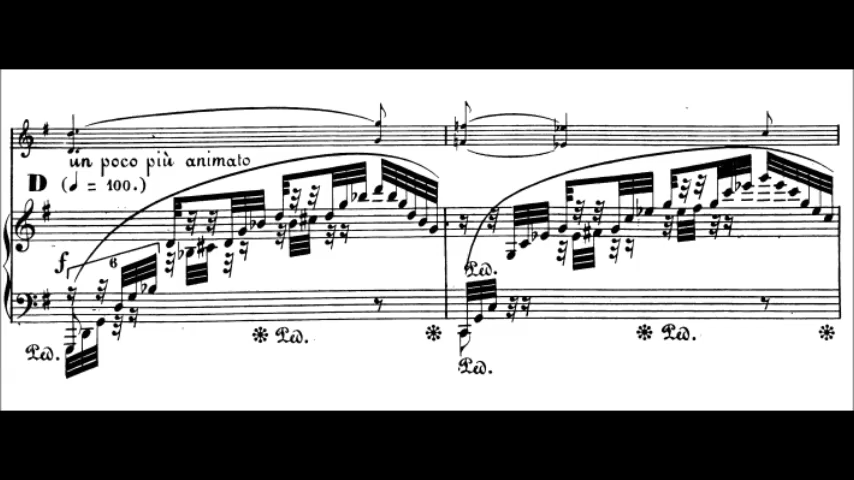 un poco più animato
D (♩ = 100.)
f
6
Ped.
Ped. Ped. Ped.
Ped.